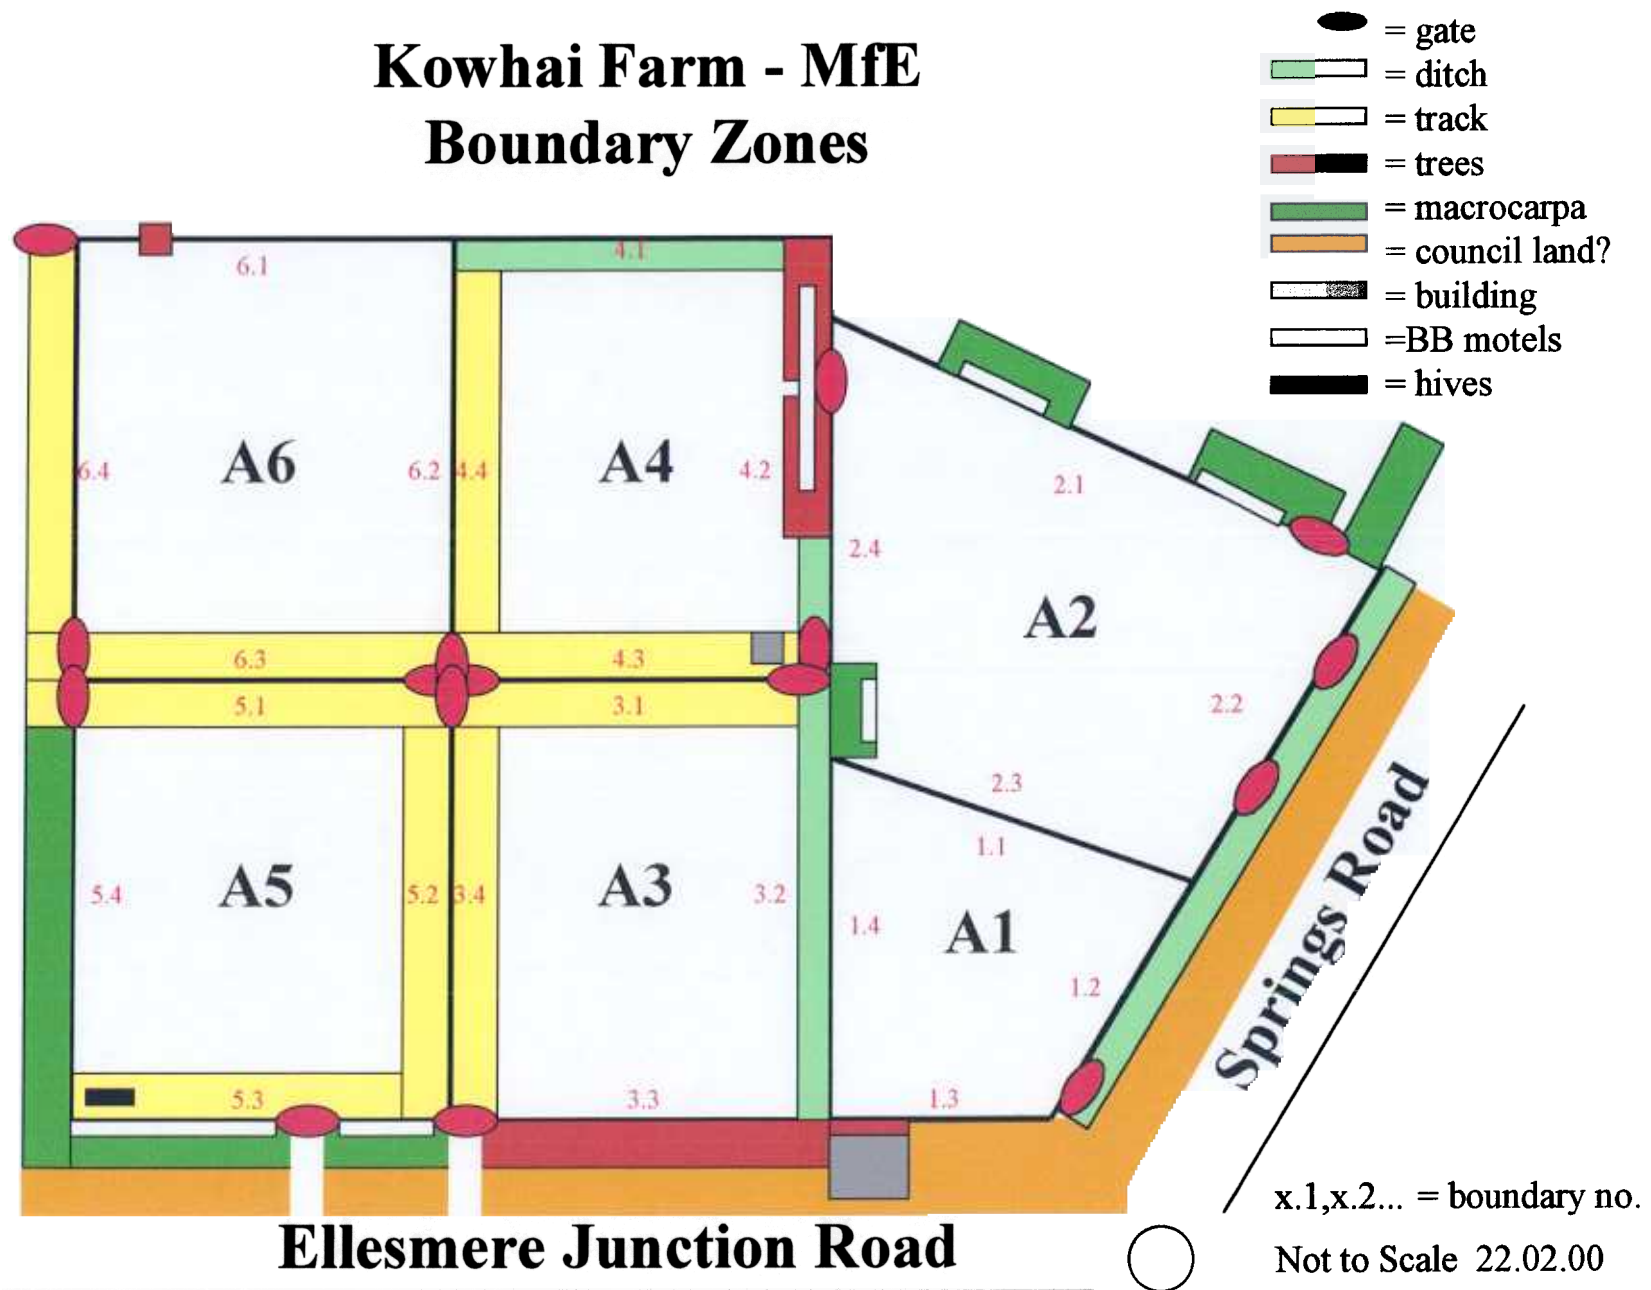 Kowhai Farm - MfE
Boundary Zones
= gate
= ditch
= track
= trees
= macrocarpa
= council land?
= building
=BB motels
= hives
6.1
4.1
6.4
A6
6.2
4.4
A4
4.2
2.1
2.4
A2
6.3
4.3
5.1
3.1
2.2
2.3
1.1
5.4
A5
5.2
3.4
A3
3.2
1.4
A1
1.2
5.3
3.3
1.3
Springs Road
x.1,x.2... = boundary no.
Ellesmere Junction Road
Not to Scale 22.02.00